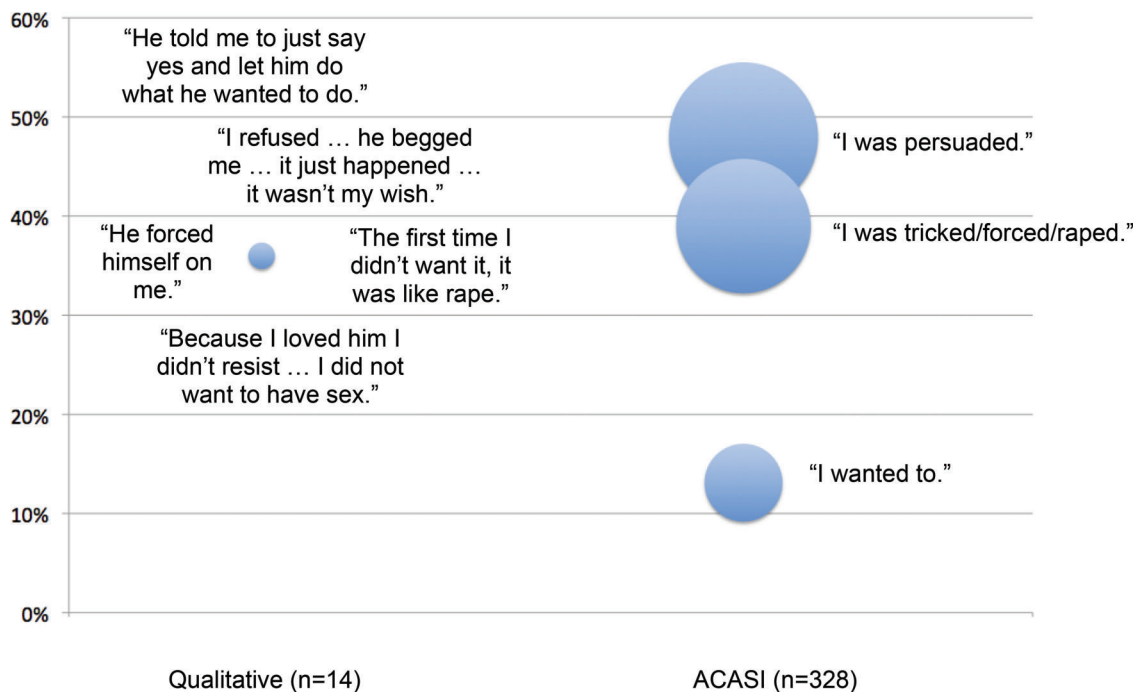 60%
“He told me to just say
yes and let him do
what he wanted to do.”
50%
“I refused … he begged
me … it just happened …
it wasn’t my wish.”
“I was persuaded.”
40%
“He forced
himself on
me.”
“The first time I
didn’t want it, it
was like rape.”
“I was tricked/forced/raped.”
30%
“Because I loved him I
didn’t resist … I did not
want to have sex.”
20%
“I wanted to.”
10%
0%
Qualitative (n=14)
ACASI (n=328)